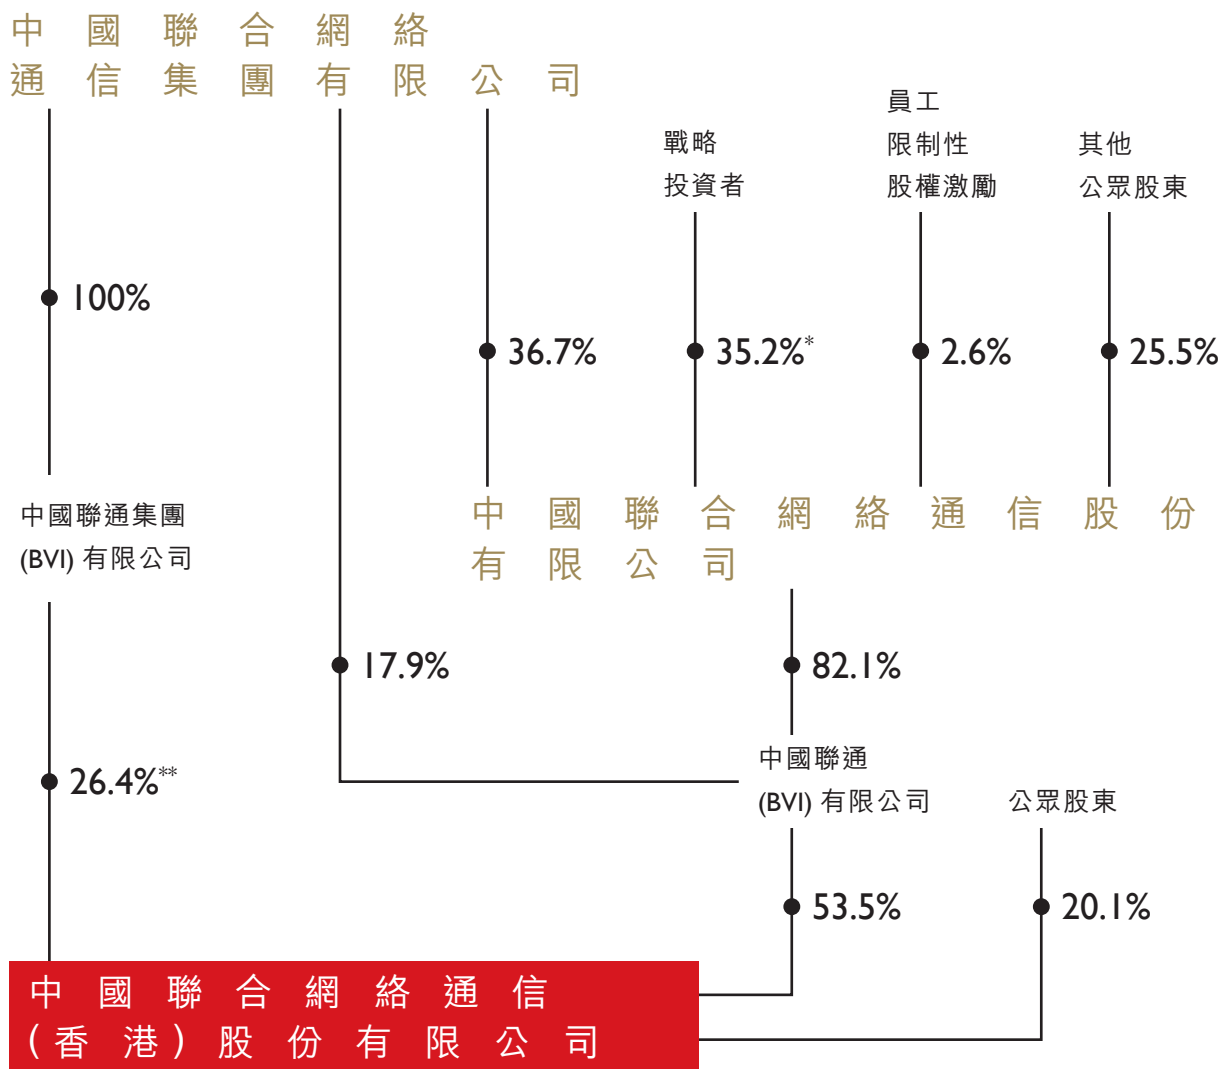 中國聯合網絡
通信集團有限公司
員工
限制性
股權激勵
戰略
投資者
其他
公眾股東
100%
36.7%
35.2%*
2.6%
25.5%
中國聯通集團
(BVI) 有限公司
中國聯合網絡通信股份
有限公司
17.9%
82.1%
26.4%**
中國聯通
(BVI) 有限公司
公眾股東
53.5%
20.1%
中國聯合網絡通信
(香港)股份有限公司